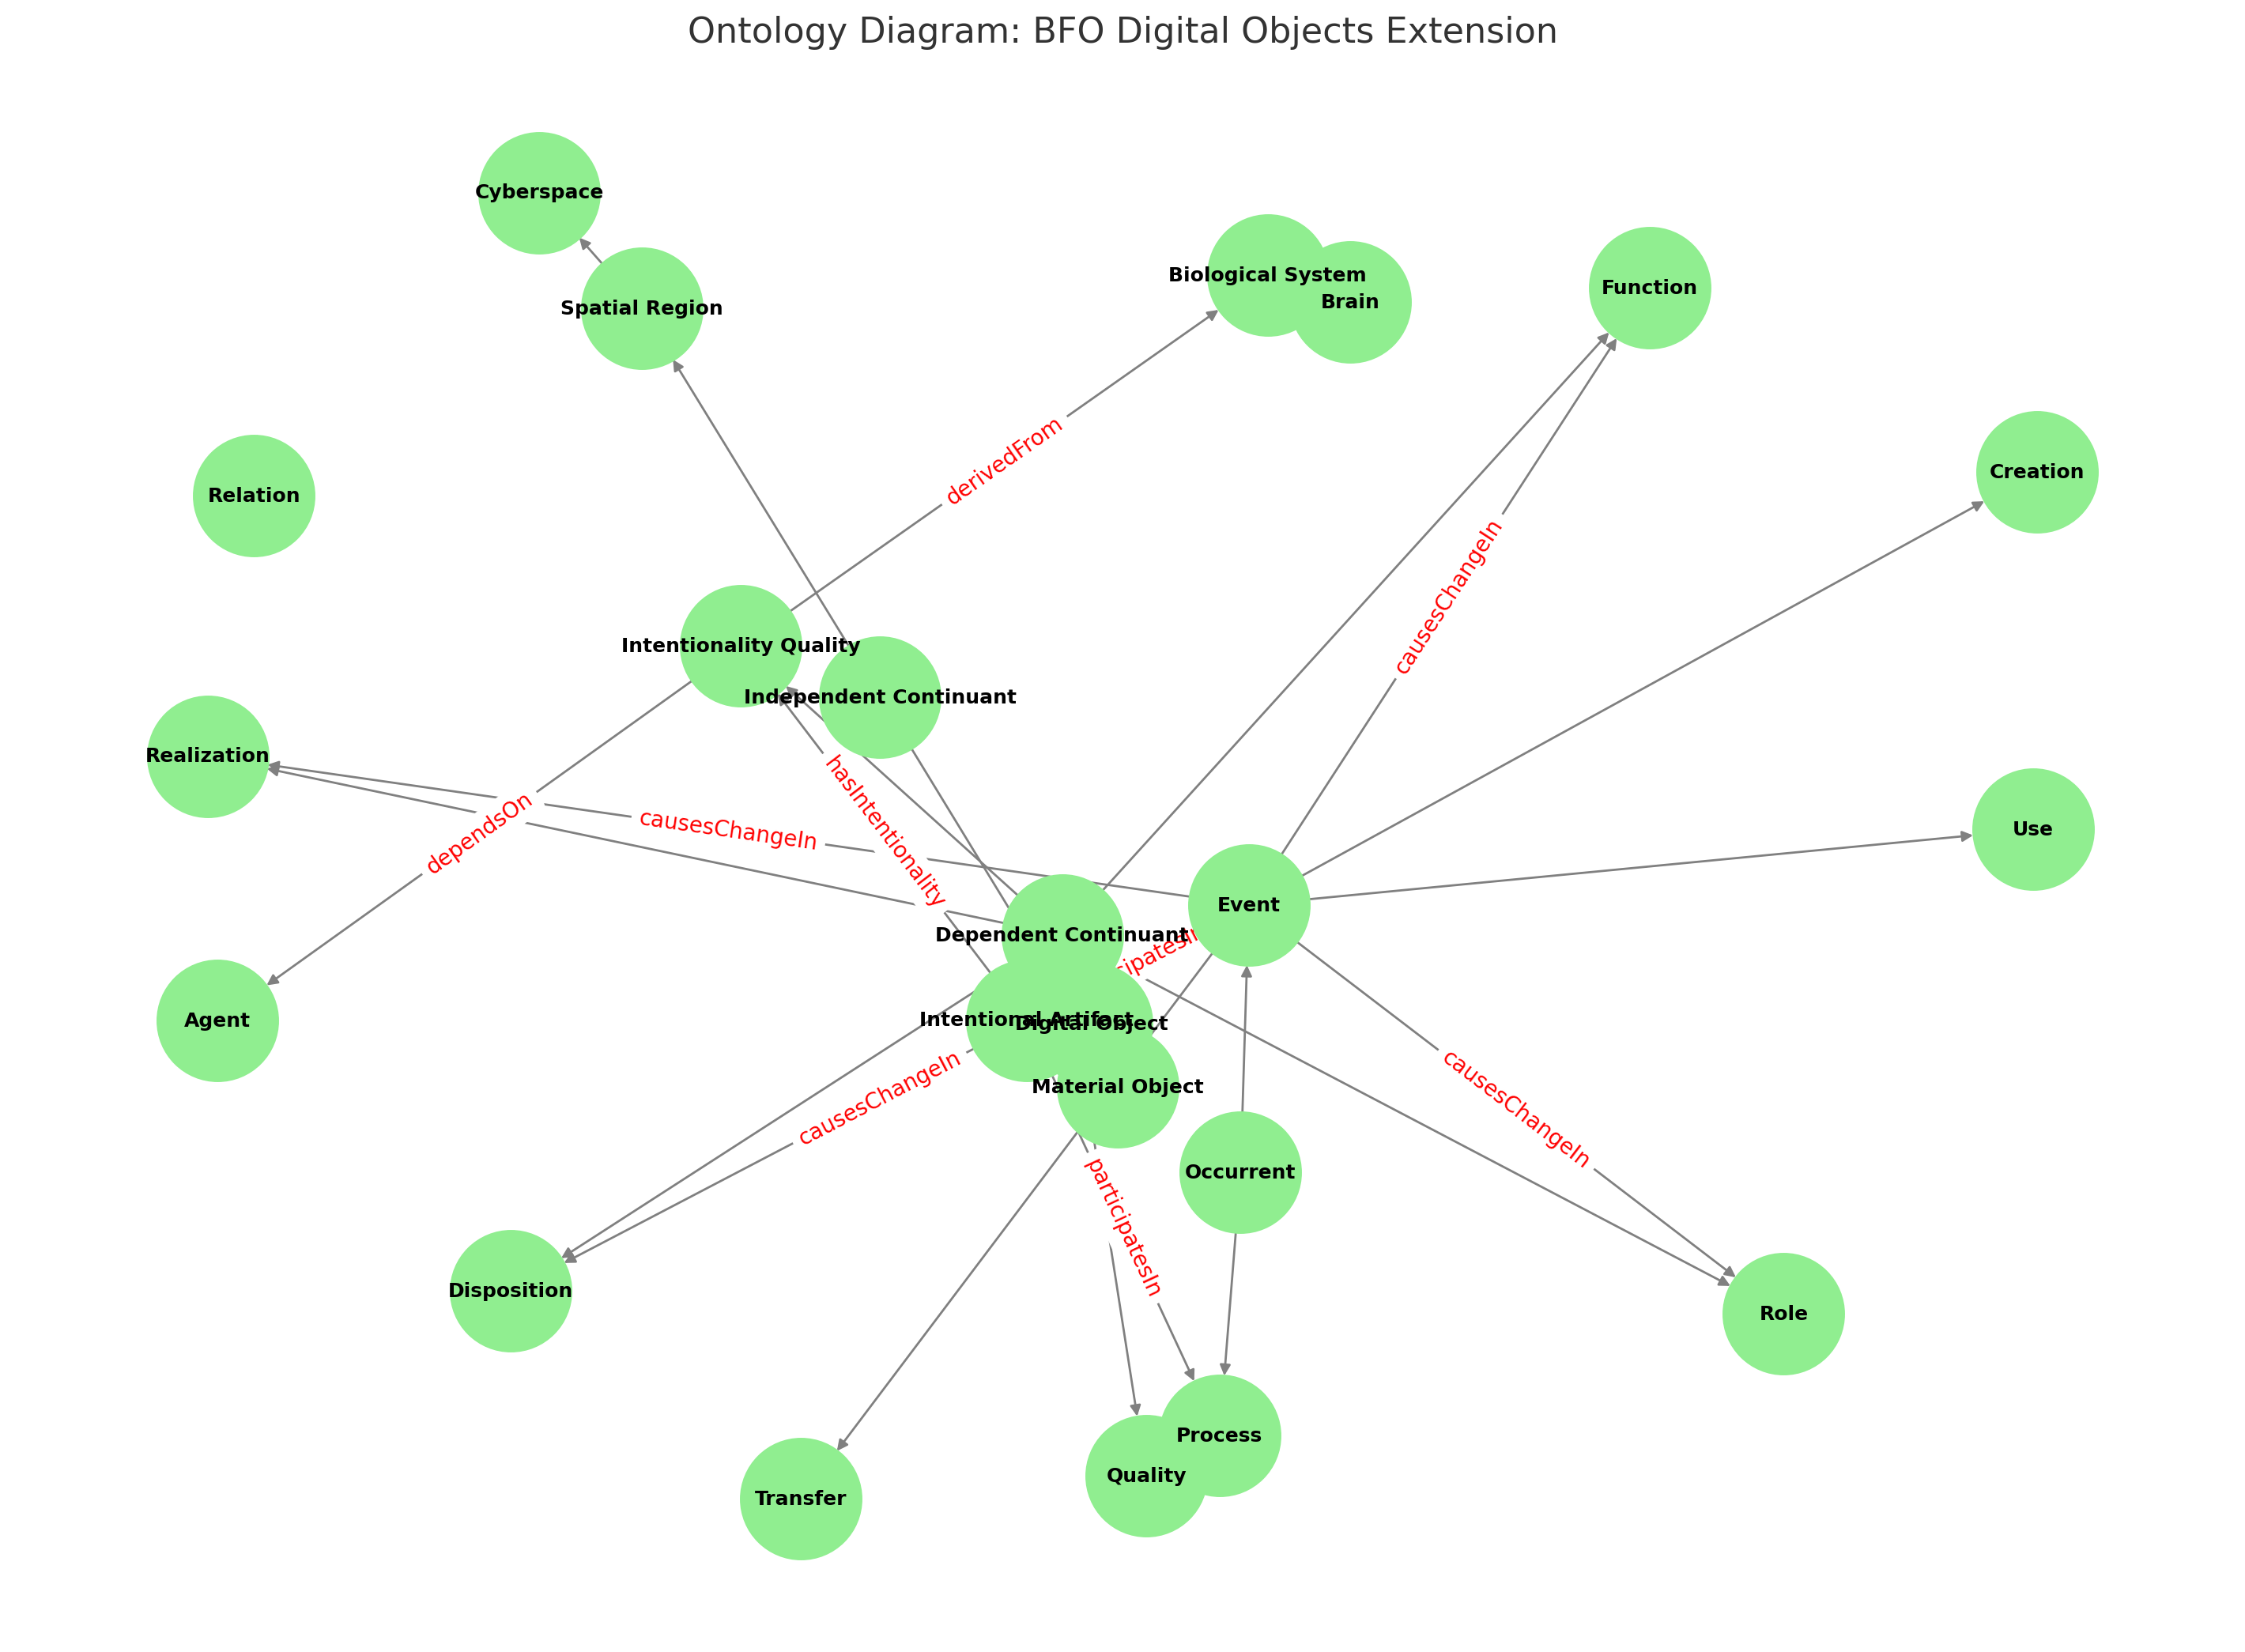 Ontology Diagram: BFO Digital Objects Extension
Cyberspace
Biological System
Function
Brain
Spatial Region
derivedFrom
Creation
Relation
causesChangeIn
Intentionality Quality
Independent Continuant
Realization
hasIntentionality
causesChangeIn
dependsOn
Use
Event
Dependent Continuant
Agent
Intentional Artifact
Digital Object
causesChangeIn
Material Object
causesChangeIn
Occurrent
participatesIn
Disposition
Role
Process
Quality
Transfer